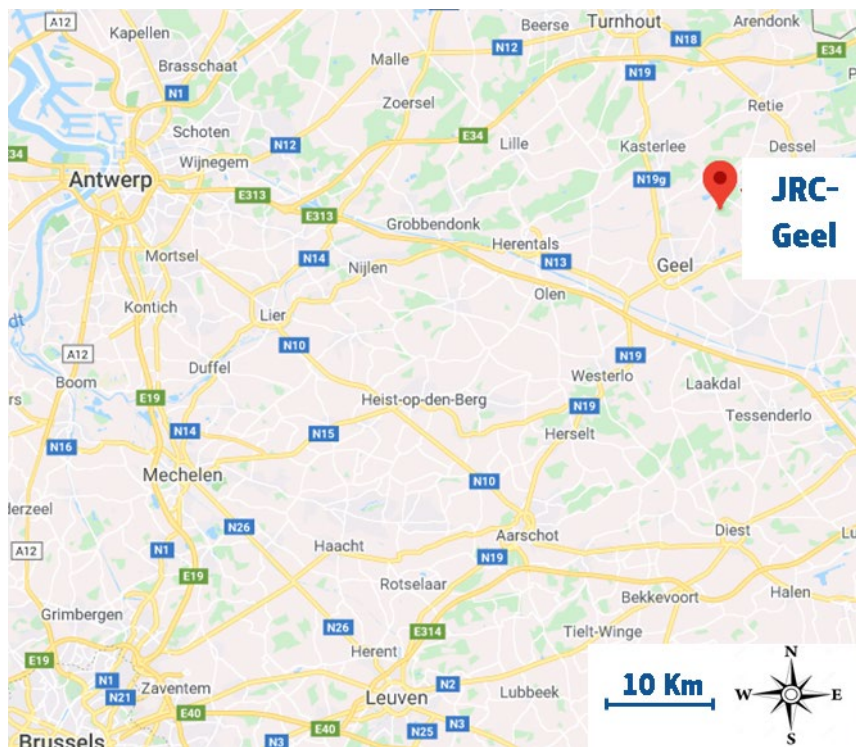 A12
Kapellen
Beerse
Turnhout
Arendonk
N12
N18
E34
Malle
N19
Brasschaat
N1
Zoersel
Retie
Schoten
N12
E34
Lille
Kasterlee
Dessel
34
Wijnegem
Antwerp
E313
N19g
JRC-
Geel
E313
Grobbendonk
Herentals
Mortsel
N14
Nijlen
N13
Geel
Olen
Kontich
Lier
A12
N10
N19
Duffel
Boom
Westerlo
Laakdal
E19
Heist-op-den-Berg
N19
Tessenderlo
N14
N15
Herselt
N16
Mechelen
N10
N26
Aarschot
Diest
A12
N1
Haacht
N19
E19
Rotselaar
Halen
Bekkevoort
Grimbergen
N26
E314
Tielt-Winge
Herent
E19
N1
N21
Zaventem
N2
Leuven
Lubbeek
10 Km
N
W
E
S
E40
E40
N25
N3
N3
Brussels